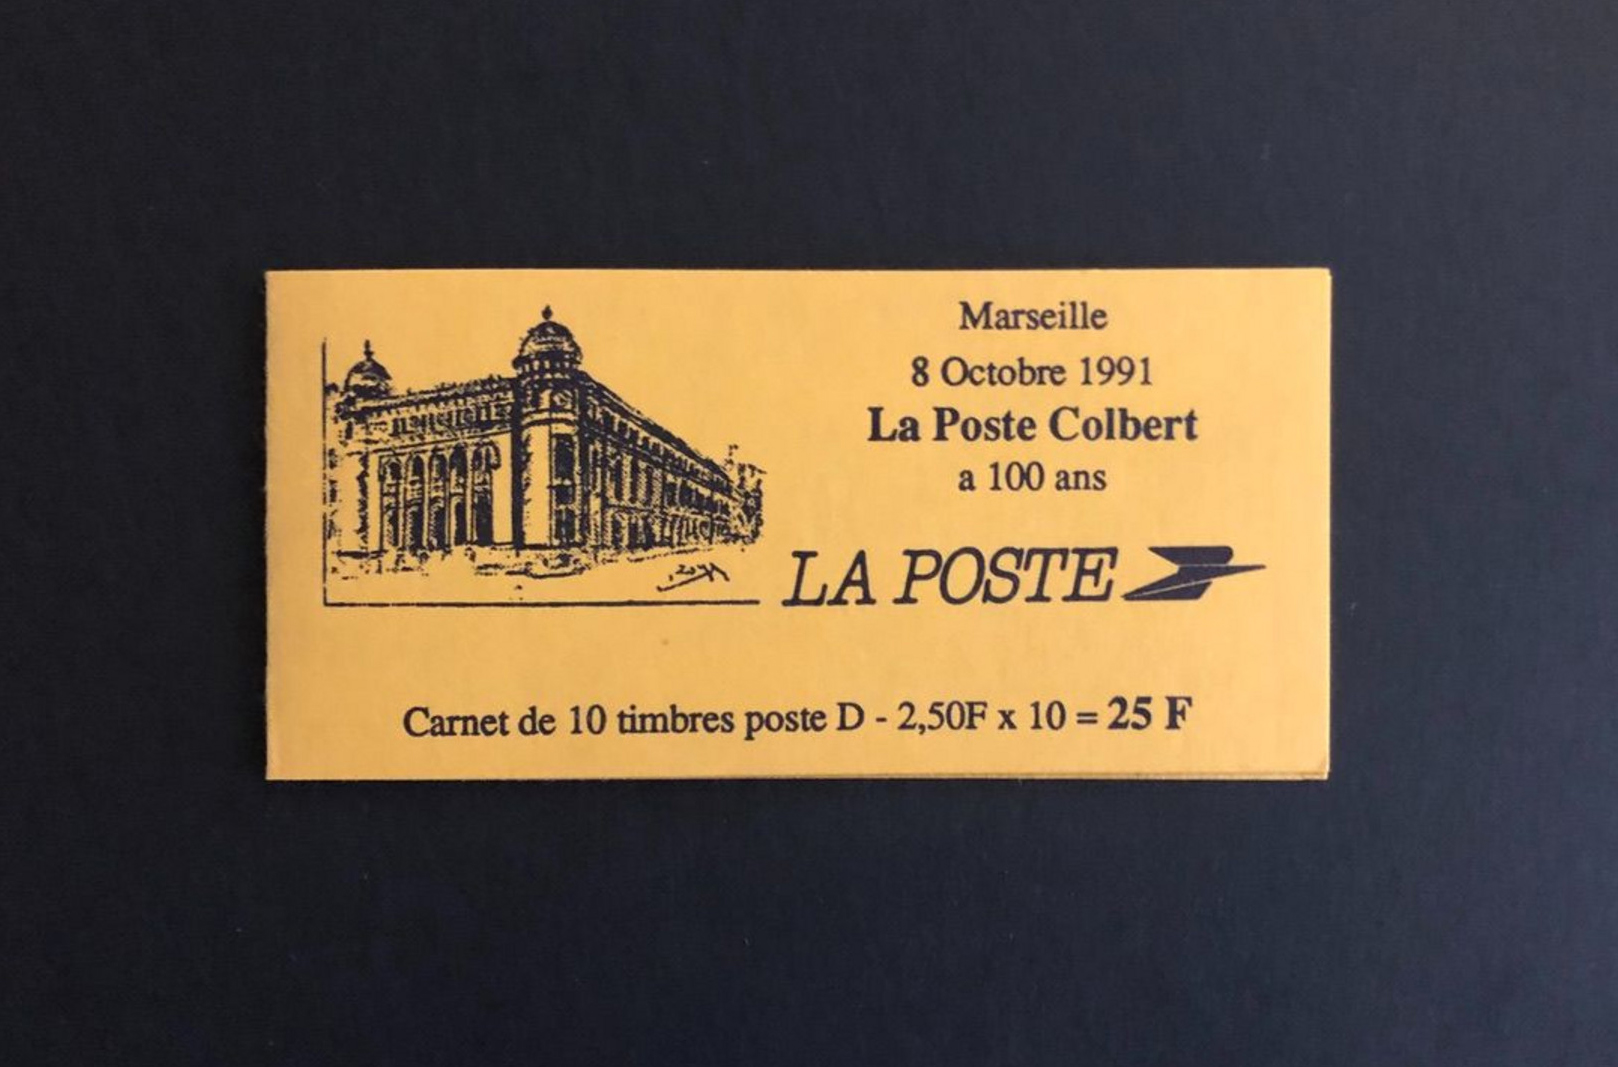 Marseille
8 Octobre 1991
La Poste Colbert
a 100 ans
LA POSTE
Carnet de 10 timbres poste D - 2,50F x 10 = 25 F